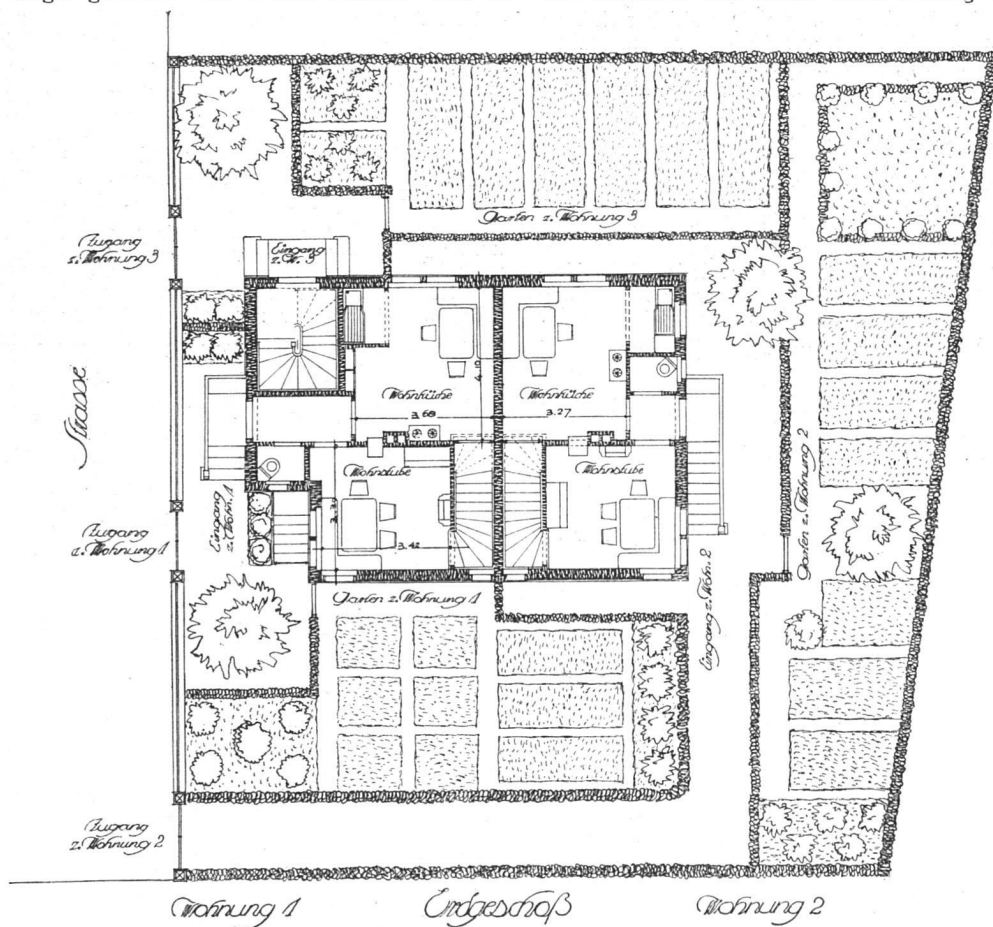 Garten z. Wohnung 3
Zugang
z. Wohnung 3
Eingang
z. W. 3
Strasse
Wohnküche
Wohnküche
4.10
3.68
3.27
Wohnstube
Wohnstube
3.42
Eingang
z. Wohn. 1
Zugang
z. Wohnung 1
Garten z. Wohnung 1
Garten z. Wohnung 2
Eingang z. Wohn. 2
Zugang
z. Wohnung 2
Wohnung 1
Erdgeschoß
Wohnung 2